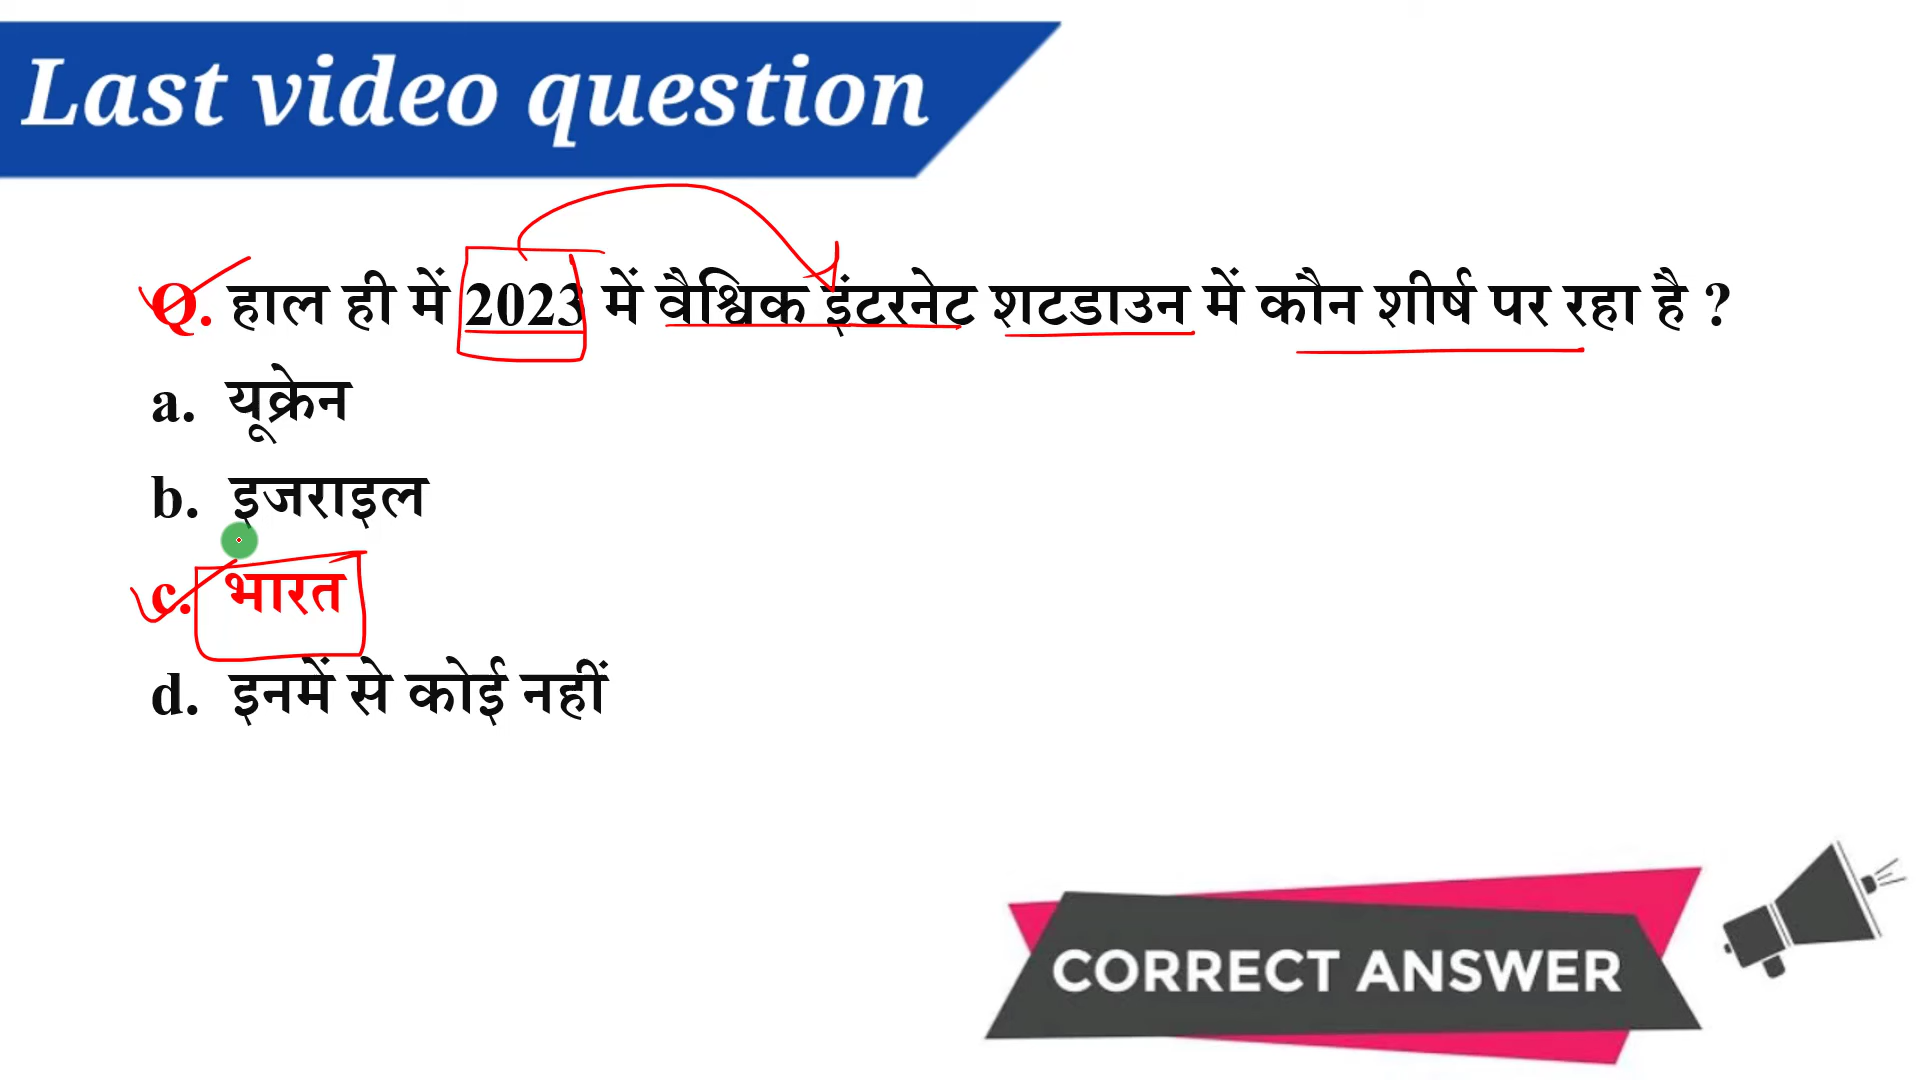 Last video question
Q. हाल ही में 2023 में वैश्विक इंटरनेट शटडाउन में कौन शीर्ष पर रहा है ?
a. यूक्रेन
b. इजराइल
c. भारत
d. इनमें से कोई नहीं
CORRECT ANSWER